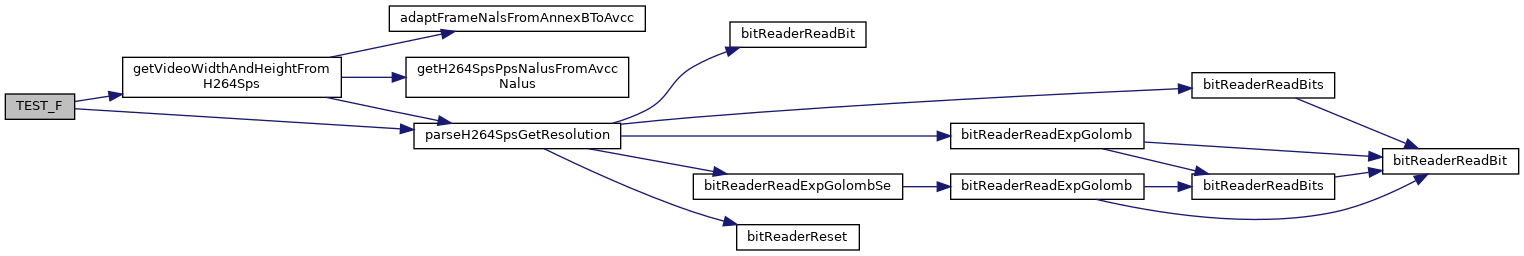 TEST_F
getVideoWidthAndHeightFrom
H264Sps
adaptFrameNalsFromAnnexBToAvcc
getH264SpsPpsNalusFromAvcc
Nalus
parseH264SpsGetResolution
bitReaderReadBit
bitReaderReadBits
bitReaderReadExpGolomb
bitReaderReadBit
bitReaderReadExpGolombSe
bitReaderReadExpGolomb
bitReaderReadBits
bitReaderReset